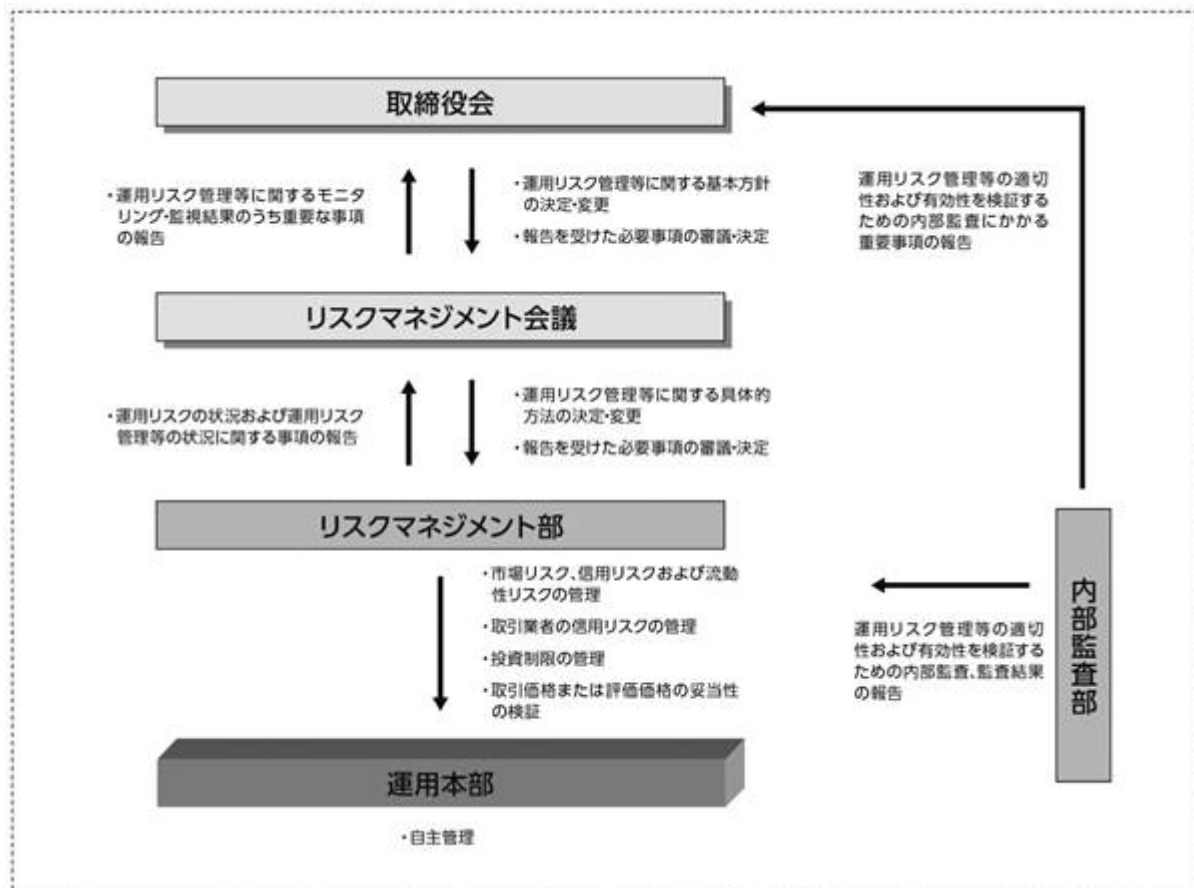 取締役会
・運用リスク管理等に関するモニタ
リング・監視結果のうち重要な事項
の報告
・運用リスク管理等に関する基本方針
の決定・変更
・報告を受けた必要事項の審議・決定
運用リスク管理等の適切
性および有効性を検証する
ための内部監査にかかる
重要事項の報告
リスクマネジメント会議
・運用リスクの状況および運用リスク
管理等の状況に関する事項の報告
・運用リスク管理等に関する具体的
方法の決定・変更
・報告を受けた必要事項の審議・決定
リスクマネジメント部
・市場リスク、信用リスクおよび流動
性リスクの管理
・取引業者の信用リスクの管理
・投資制限の管理
・取引価格または評価価格の妥当性
の検証
運用リスク管理等の適切
性および有効性を検証する
ための内部監査、監査結果
の報告
内部監査部
運用本部
・自主管理